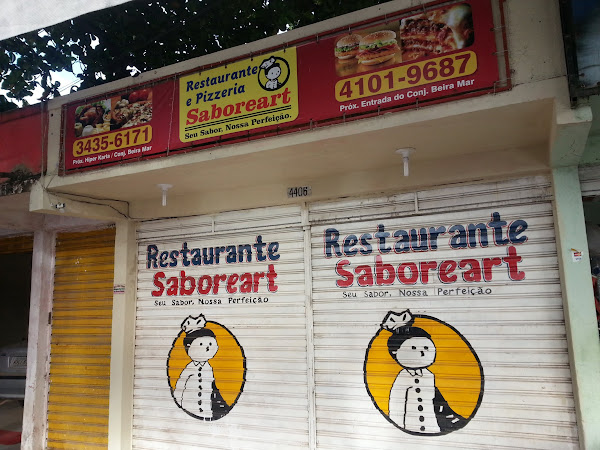 Restaurante
e Pizzeria
Saboreart
Seu Sabor, Nossa Perfeição.
3435-6171
Próx. Hiper Karte / Conj. Beira Mar
4101-9687
Próx. Entrada do Conj. Beira Mar
4406
Restaurante
Saboreart
Seu Sabor, Nossa Perfeição
Restaurante
Saboreart
Seu Sabor, Nossa Perfeição